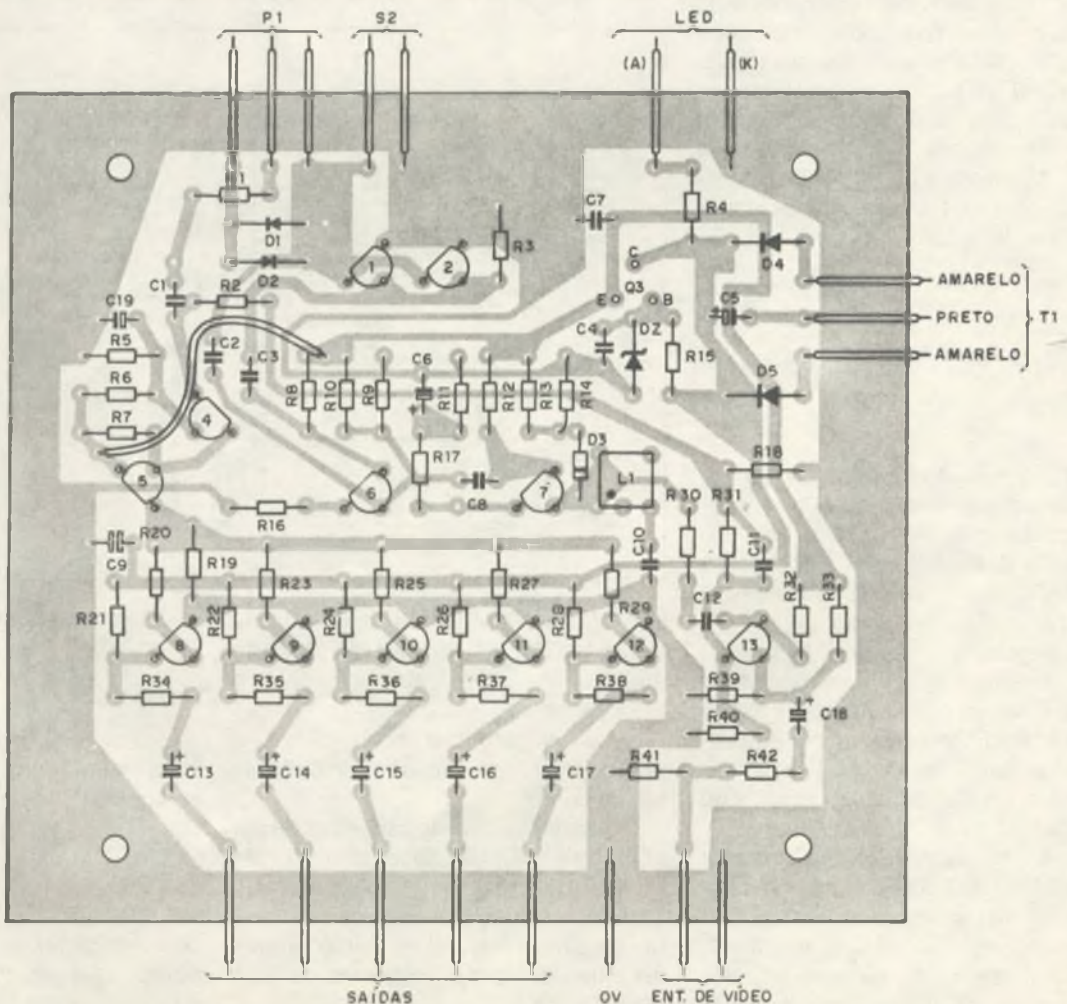 P1 S2 LED
(A) (K)
R4
C7
D1
R3
C
D4
1 2
D2
AMARELO
C1 R2
E Q3 B
C5
PRETO T1
C19
C4 DZ
R15
C2
R5
C3
AMARELO
C6
D5
R6
R8 R10 R9 R11 R12 R13 R14
R7
4
D3
R17
R18
5
L1
6 C8 7
R30 R31
R16
R20
C9
R19 R23 R25 R27
C10 C11
R32 R33
R21 R22 R24 R26 R28 R29
C12
8 9 10 11 12 13
R34 R35 R36 R37 R38 R39
C18
R40
C13 C14 C15 C16 C17 R41 R42
SAÍDAS OV ENT. DE VÍDEO